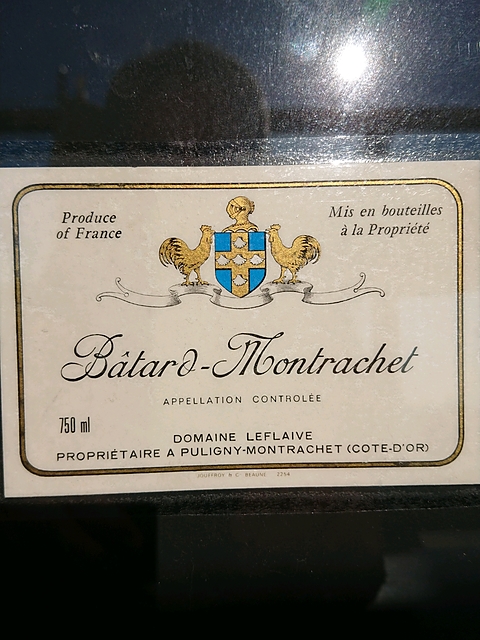 Produce
of France
Mis en bouteilles
à la Propriété
Bâtard-Montrachet
APPELLATION CONTROLÉE
750 ml
DOMAINE LEFLAIVE
PROPRIÉTAIRE A PULIGNY-MONTRACHET (COTE-D'OR)